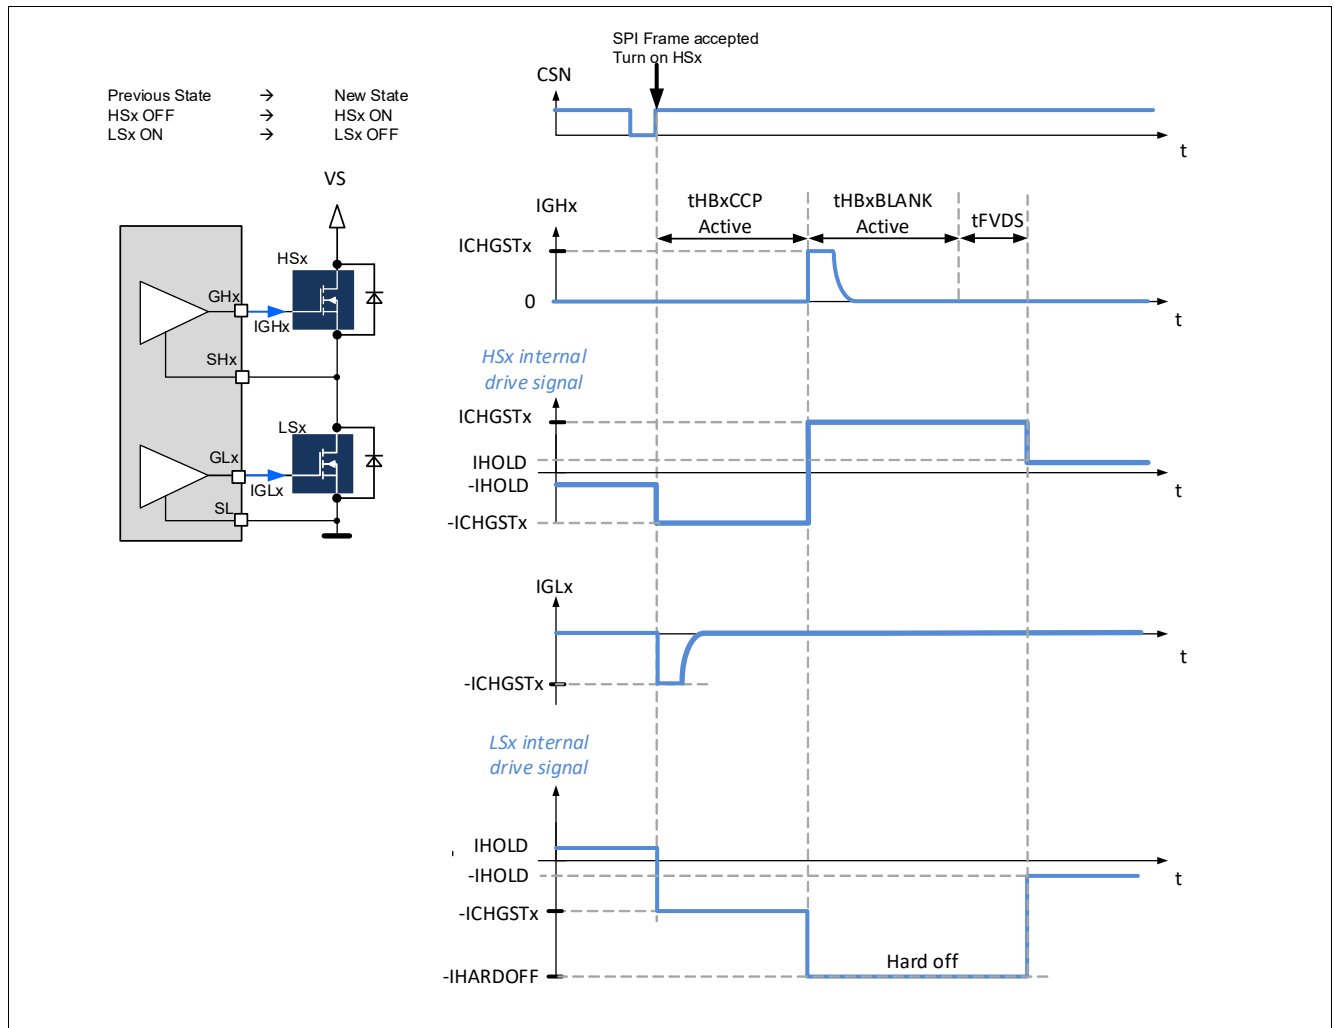 SPI Frame accepted
Turn on HSx
CSN
t
Previous State → New State
HSx OFF → HSx ON
LSx ON → LSx OFF
VS
HSx
GHx
IGHx
SHx
LSx
GLx
IGLx
SL
IGHx
tHBxCCP
Active
tHBxBLANK
Active
tFVDS
ICHGSTx
0
t
HSx internal
drive signal
ICHGSTx
IHOLD
-IHOLD
-ICHGSTx
t
IGLx
t
-ICHGSTx
LSx internal
drive signal
IHOLD
-IHOLD
t
-ICHGSTx
Hard off
-IHARDOFF